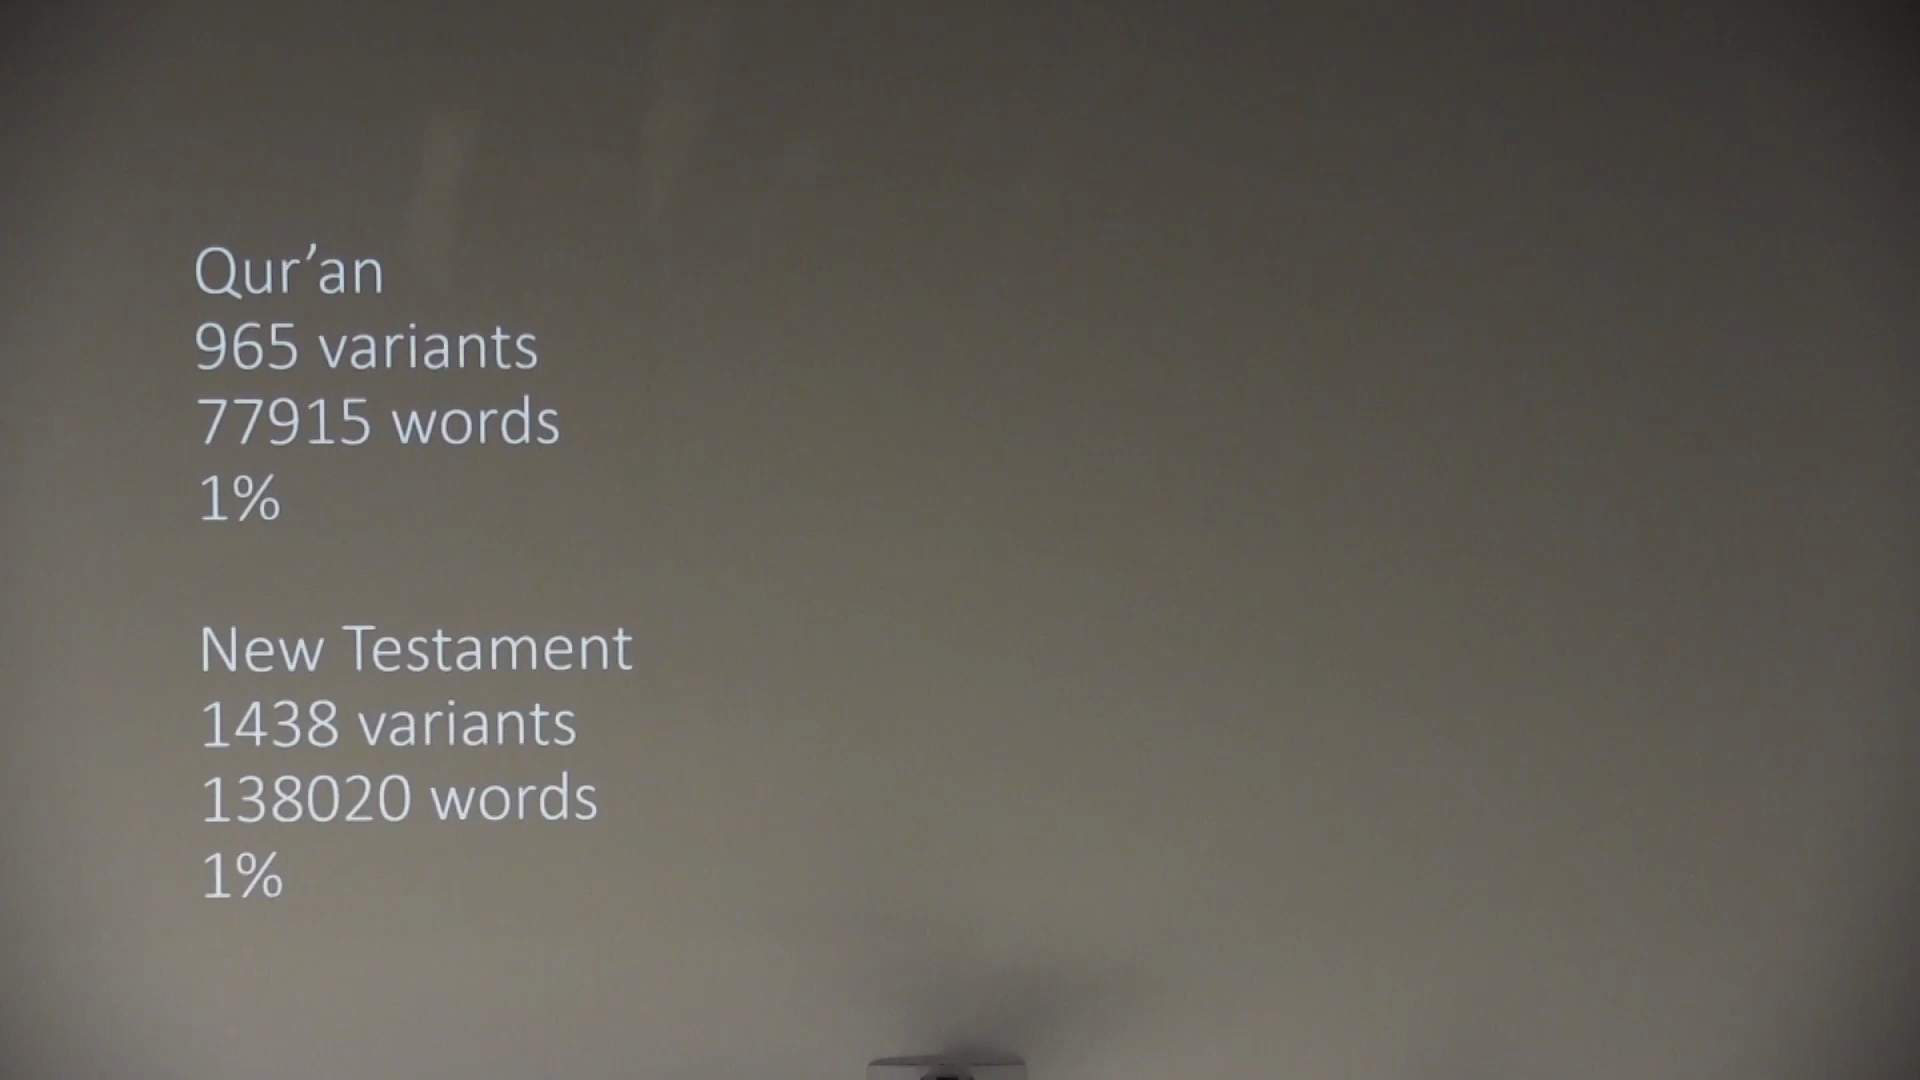 Qur’an
965 variants
77915 words
1%
New Testament
1438 variants
138020 words
1%